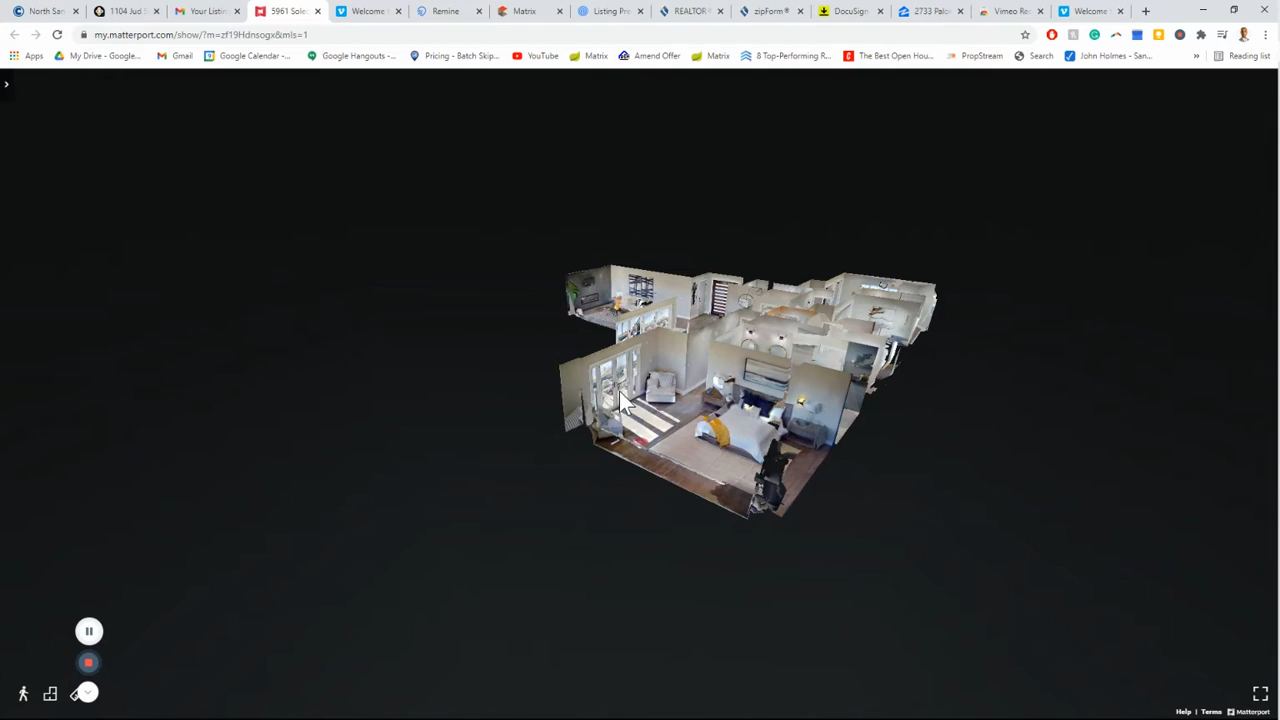 North San
1104 Jud S
Your Listin
5961 Soled
Welcome
Remine
Matrix
Listing Pre
REALTOR
zipForm®
DocuSign
2733 Palo
Vimeo Rec
Welcome
my.matterport.com/show/?m=zf19Hdnsogx&mls=1
Apps
My Drive - Google...
Gmail
Google Calendar -...
Google Hangouts -...
Pricing - Batch Skip...
YouTube
Matrix
Amend Offer
Matrix
8 Top-Performing R...
The Best Open Hou...
PropStream
Search
John Holmes - San...
Reading list
Help | Terms Matterport